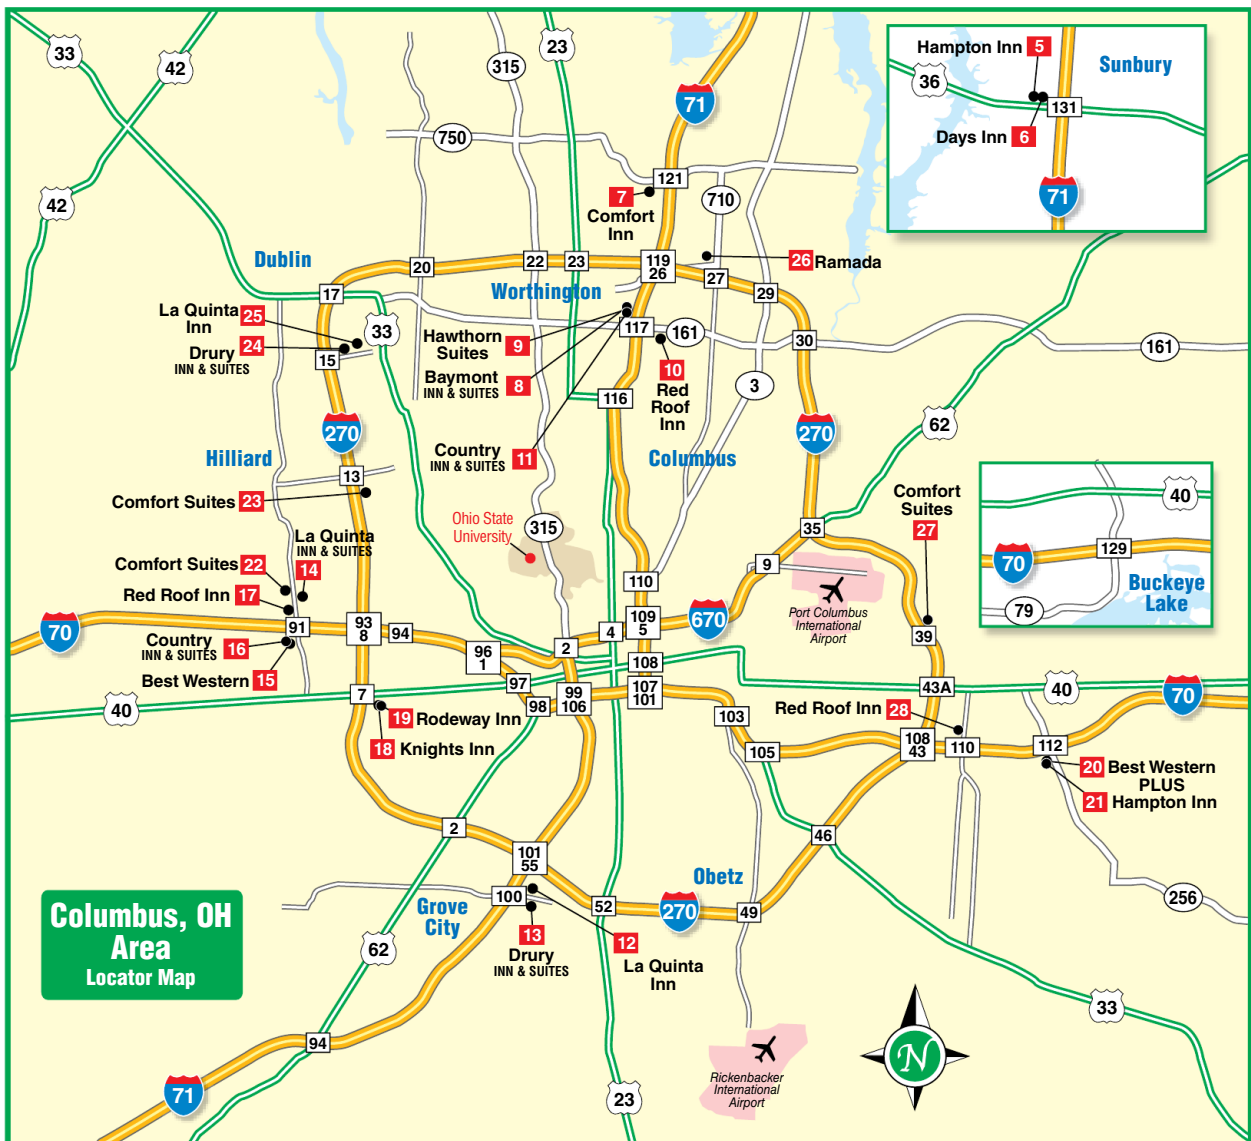 33
42
315
23
71
750
121
7
Comfort
Inn
710
42
Hampton Inn 5
Sunbury
36
131
Days Inn 6
71
Dublin
20
22
23
119
26
26 Ramada
27
29
17
Worthington
La Quinta 25
Inn
33
Drury 24
INN & SUITES
15
Hawthorn 9
Suites
117
161
30
161
Baymont 8
INN & SUITES
10
Red
Roof
Inn
3
116
270
270
62
Hilliard
Country 11
INN & SUITES
Columbus
13
Comfort Suites 23
Ohio State
University
315
Comfort
Suites
27
40
35
70
129
Buckeye
Lake
79
La Quinta
INN & SUITES
Comfort Suites 22
14
Red Roof Inn 17
9
110
Port Columbus
International
Airport
70
91
93
8
94
4
109
5
670
39
Country 16
INN & SUITES
96
1
2
108
Best Western 15
97
7
99
106
98
107
101
43A
40
70
40
19 Rodeway Inn
18 Knights Inn
103
Red Roof Inn 28
105
108
43
110
112
20 Best Western
PLUS
21 Hampton Inn
2
46
101
55
Obetz
100
Grove
City
52
270
49
256
Columbus, OH
Area
Locator Map
62
13
Drury
INN & SUITES
12
La Quinta
Inn
33
94
N
Rickenbacker
International
Airport
71
23